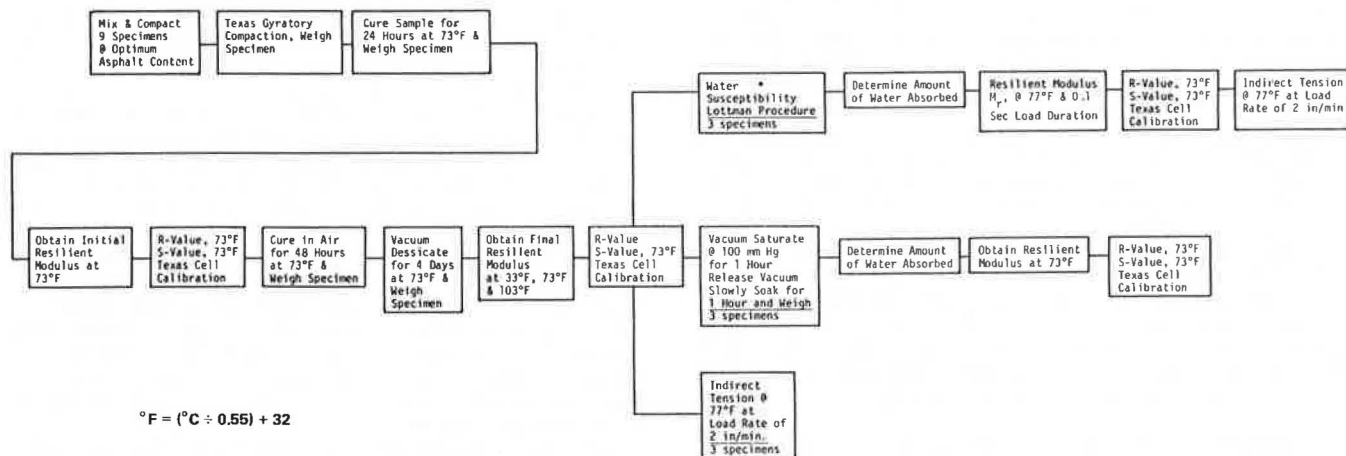 Mix & Compact
9 Specimens
@ Optimum
Asphalt Content
Texas Gyratory
Compaction, Weigh
Specimen
Cure Sample for
24 Hours at 73°F &
Weigh Specimen
Obtain Initial
Resilient
Modulus at
73°F
R-Value, 73°F
S-Value, 73°F
Texas Cell
Calibration
Cure in Air
for 48 Hours
at 73°F &
Weigh Specimen
Vacuum
Dessicate
for 4 Days
at 73°F &
Weigh
Specimen
Obtain Final
Resilient
Modulus
at 33°F, 73°F
& 103°F
R-Value
S-Value, 73°F
Texas Cell
Calibration
Water *
Susceptibility
Lottman Procedure
3 specimens
Determine Amount
of Water Absorbed
Resilient Modulus
Mr, @ 77°F & 0.1
Sec Load Duration
R-Value, 73°F
S-Value, 73°F
Texas Cell
Calibration
Indirect Tension
@ 77°F at Load
Rate of 2 in/min
Vacuum Saturate
@ 100 mm Hg
for 1 Hour
Release Vacuum
Slowly Soak for
1 Hour and Weigh
3 specimens
Determine Amount
of Water Absorbed
Obtain Resilient
Modulus at 73°F
R-Value, 73°F
S-Value, 73°F
Texas Cell
Calibration
Indirect
Tension @
77°F at
Load Rate of
2 in/min.
3 specimens
°F = (°C ÷ 0.55) + 32